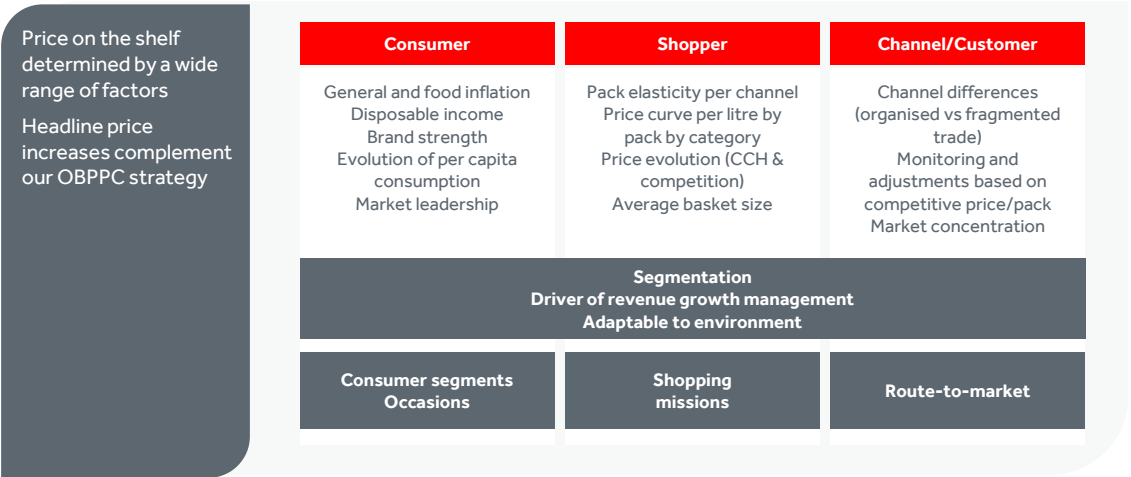 Price on the shelf
determined by a wide
range of factors
Headline price
increases complement
our OBPPC strategy
Consumer
General and food inflation
Disposable income
Brand strength
Evolution of per capita
consumption
Market leadership
Shopper
Pack elasticity per channel
Price curve per litre by
pack by category
Price evolution (CCH &
competition)
Average basket size
Channel/Customer
Channel differences
(organised vs fragmented
trade)
Monitoring and
adjustments based on
competitive price/pack
Market concentration
Segmentation
Driver of revenue growth management
Adaptable to environment
Consumer segments
Occasions
Shopping
missions
Route-to-market